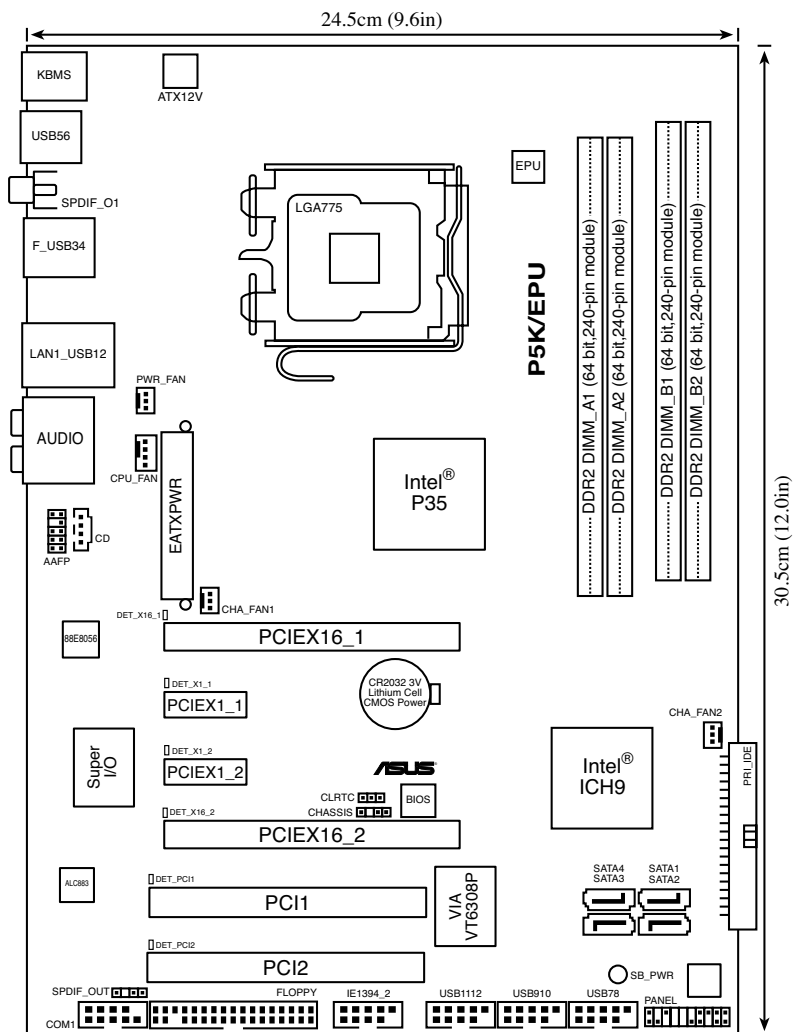 24.5cm (9.6in)
KBMS
ATX12V
USB56
EPU
SPDIF_O1
LGA775
F_USB34
P5K/EPU
DDR2 DIMM_A1 (64 bit,240-pin module)
DDR2 DIMM_A2 (64 bit,240-pin module)
DDR2 DIMM_B1 (64 bit,240-pin module)
DDR2 DIMM_B2 (64 bit,240-pin module)
30.5cm (12.0in)
LAN1_USB12
PWR_FAN
AUDIO
CPU_FAN
EATXPWR
Intel®
P35
CD
AAFP
CHA_FAN1
DET_X16_1
PCIEX16_1
88E8056
DET_X1_1
PCIEX1_1
CR2032 3V
Lithium Cell
CMOS Power
CHA_FAN2
Super
I/O
DET_X1_2
PCIEX1_2
ASUS
Intel®
ICH9
PRI_IDE
CLRTC
CHASSIS
BIOS
DET_X16_2
PCIEX16_2
SATA4
SATA3
SATA1
SATA2
ALC883
DET_PCI1
PCI1
VIA
VT6308P
DET_PCI2
PCI2
SB_PWR
SPDIF_OUT
FLOPPY
IE1394_2
USB1112
USB910
USB78
PANEL
COM1